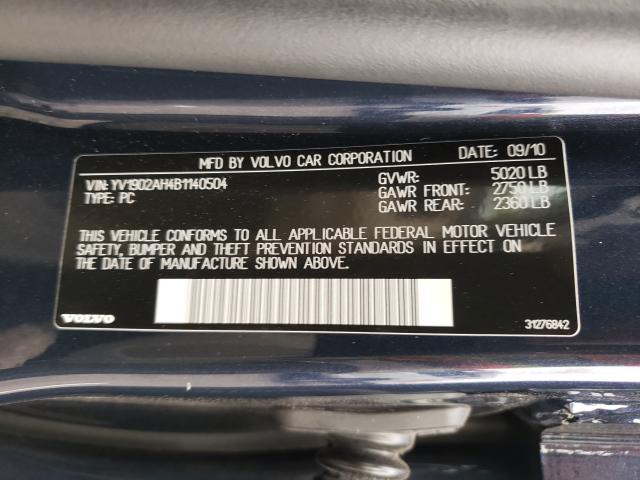 MFD BY VOLVO CAR CORPORATION DATE: 09/10
VIN: YV1902AH4B1140504 GVWR: 5020 LB
TYPE: PC GAWR FRONT: 2750 LB
GAWR REAR: 2360 LB
THIS VEHICLE CONFORMS TO ALL APPLICABLE FEDERAL MOTOR VEHICLE
SAFETY, BUMPER AND THEFT PREVENTION STANDARDS IN EFFECT ON
THE DATE OF MANUFACTURE SHOWN ABOVE.
VOLVO 31276842